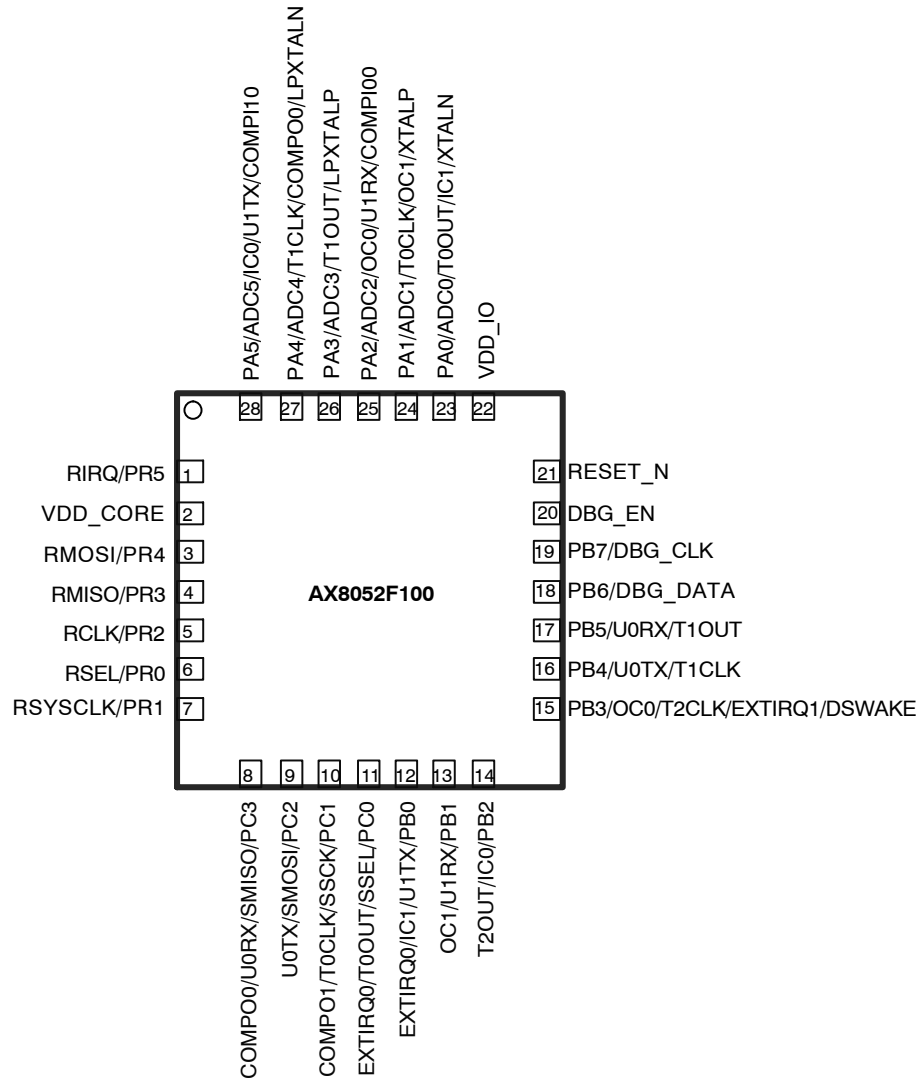 PA5/ADC5/IC0/U1TX/COMPI10
PA4/ADC4/T1CLK/COMPO0/LPXTALN
PA3/ADC3/T1OUT/LPXTALP
PA2/ADC2/OC0/U1RX/COMPI00
PA1/ADC1/T0CLK/OC1/XTALP
PA0/ADC0/T0OUT/IC1/XTALN
VDD_IO
28
27
26
25
24
23
22
RIRQ/PR5
1
VDD_CORE
2
RMOSI/PR4
3
RMISO/PR3
4
RCLK/PR2
5
RSEL/PR0
6
RSYSCLK/PR1
7
AX8052F100
21
RESET_N
20
DBG_EN
19
PB7/DBG_CLK
18
PB6/DBG_DATA
17
PB5/U0RX/T1OUT
16
PB4/U0TX/T1CLK
15
PB3/OC0/T2CLK/EXTIRQ1/DSWAKE
8
9
10
11
12
13
14
COMPO0/U0RX/SMISO/PC3
U0TX/SMOSI/PC2
COMPO1/T0CLK/SSCK/PC1
EXTIRQ0/T0OUT/SSEL/PC0
EXTIRQ0/IC1/U1TX/PB0
OC1/U1RX/PB1
T2OUT/IC0/PB2